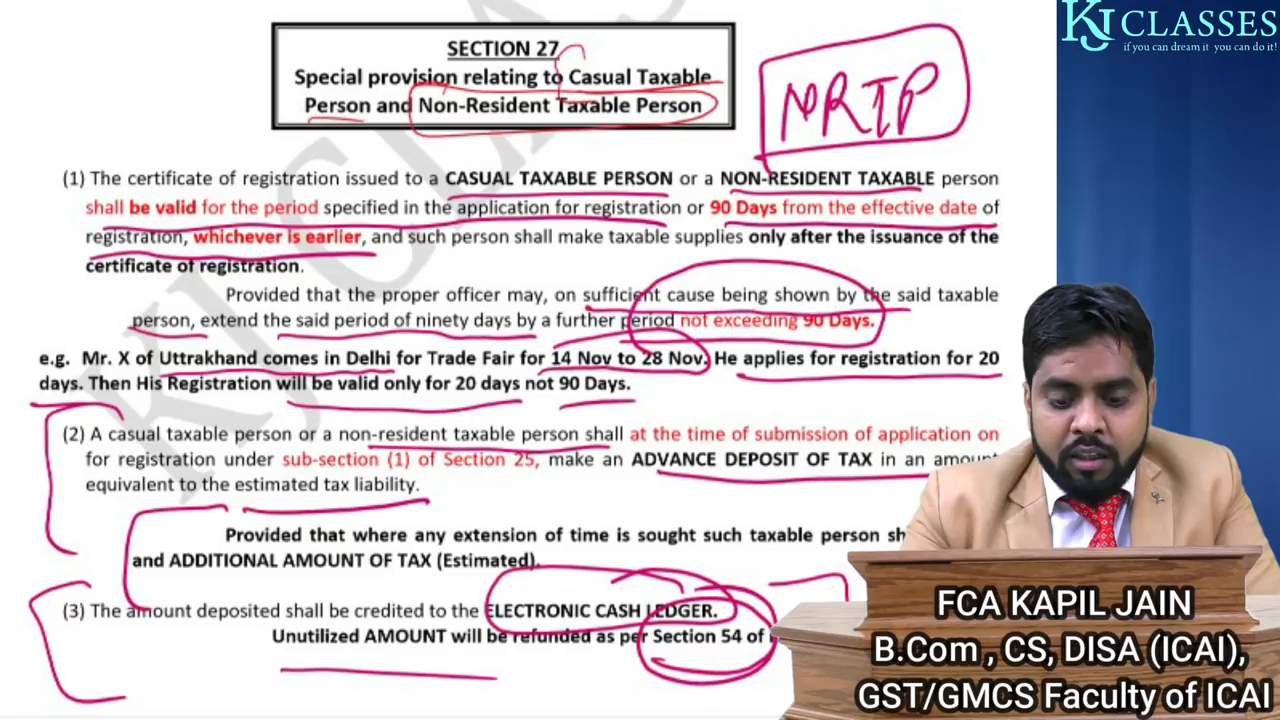 KJ CLASSES
if you can dream it you can do it!
SECTION 27
Special provision relating to Casual Taxable
Person and Non-Resident Taxable Person
NRTP
(1) The certificate of registration issued to a CASUAL TAXABLE PERSON or a NON-RESIDENT TAXABLE person
shall be valid for the period specified in the application for registration or 90 Days from the effective date of
registration, whichever is earlier, and such person shall make taxable supplies only after the issuance of the
certificate of registration.
Provided that the proper officer may, on sufficient cause being shown by the said taxable
person, extend the said period of ninety days by a further period not exceeding 90 Days.
e.g. Mr. X of Uttrakhand comes in Delhi for Trade Fair for 14 Nov to 28 Nov. He applies for registration for 20
days. Then His Registration will be valid only for 20 days not 90 Days.
(2) A casual taxable person or a non-resident taxable person shall at the time of submission of application on
for registration under sub-section (1) of Section 25, make an ADVANCE DEPOSIT OF TAX in an amount
equivalent to the estimated tax liability.
Provided that where any extension of time is sought such taxable person
and ADDITIONAL AMOUNT OF TAX (Estimated).
(3) The amount deposited shall be credited to the ELECTRONIC CASH LEDGER.
Unutilized AMOUNT will be refunded as per Section 54 of
KJ CLA
FCA KAPIL JAIN
B.Com , CS, DISA (ICAI),
GST/GMCS Faculty of ICAI